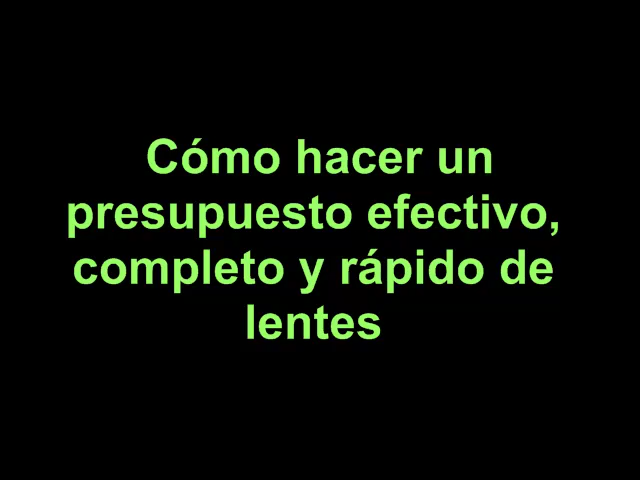 Cómo hacer un
presupuesto efectivo,
completo y rápido de
lentes